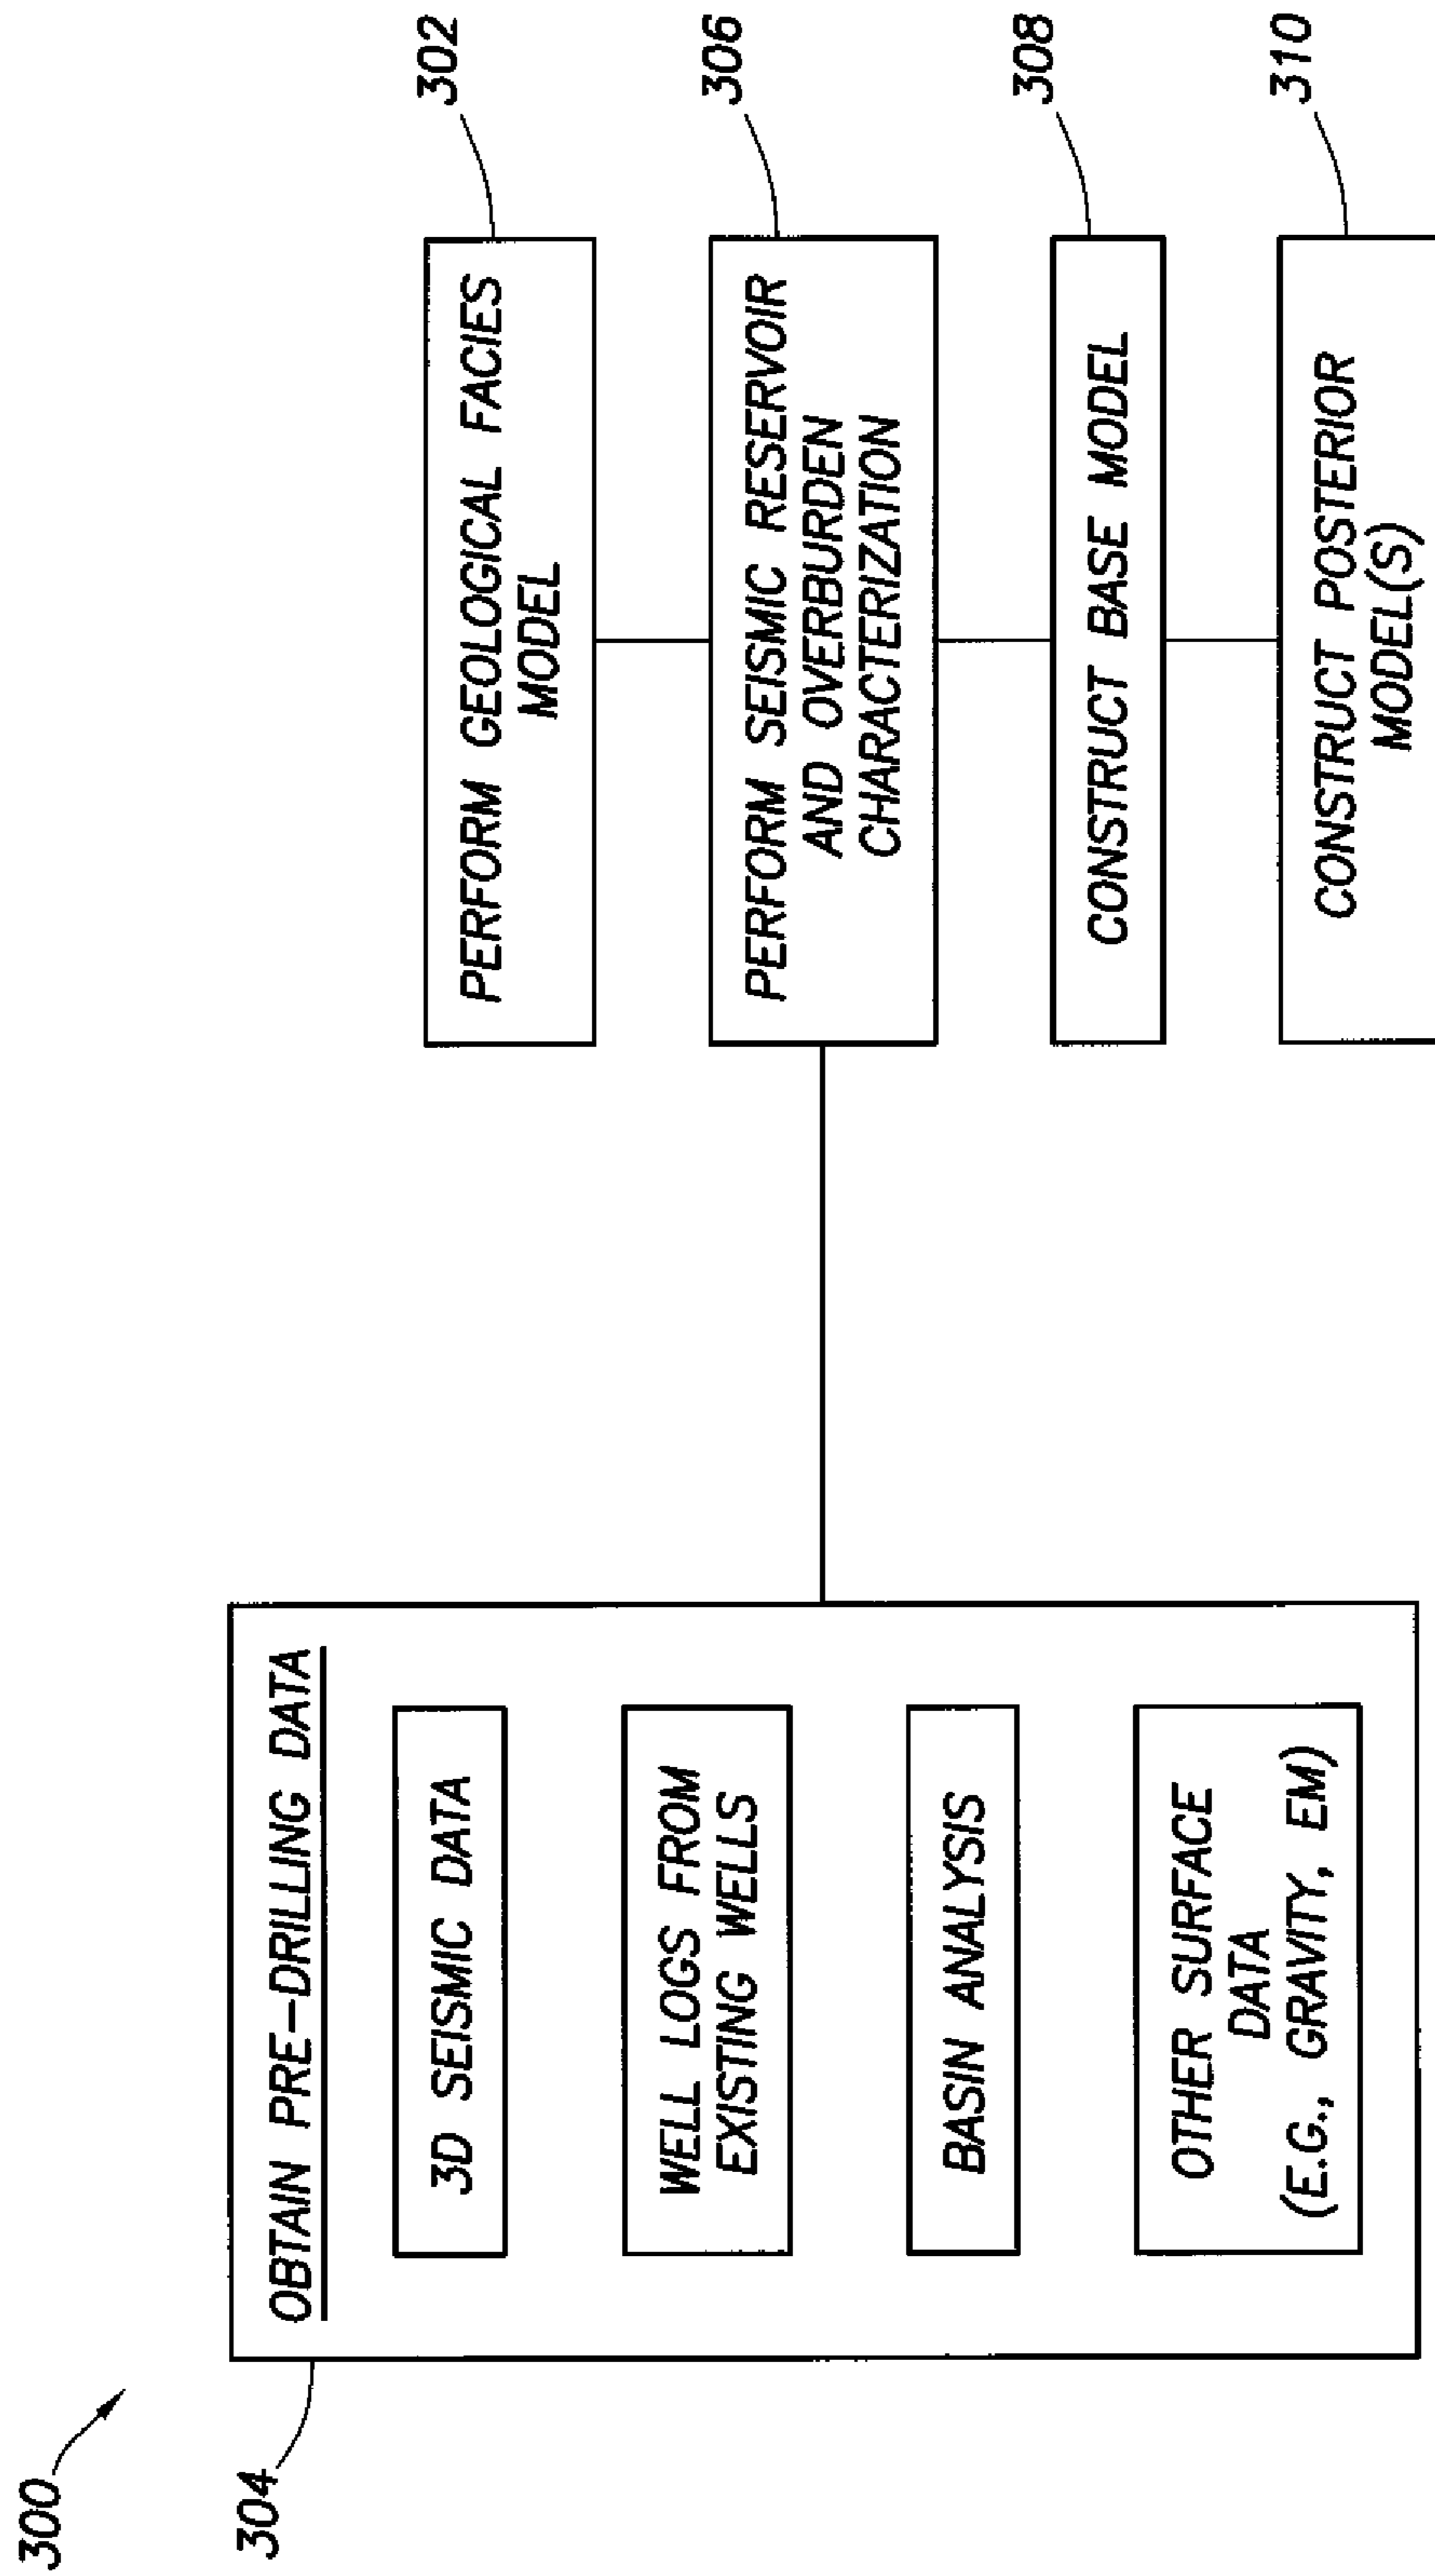 300
304
OBTAIN PRE-DRILLING DATA
3D SEISMIC DATA
WELL LOGS FROM
EXISTING WELLS
BASIN ANALYSIS
OTHER SURFACE
DATA
(E.G., GRAVITY, EM)
PERFORM GEOLOGICAL FACIES
MODEL
302
PERFORM SEISMIC RESERVOIR
AND OVERBURDEN
CHARACTERIZATION
306
CONSTRUCT BASE MODEL
308
CONSTRUCT POSTERIOR
MODEL(S)
310